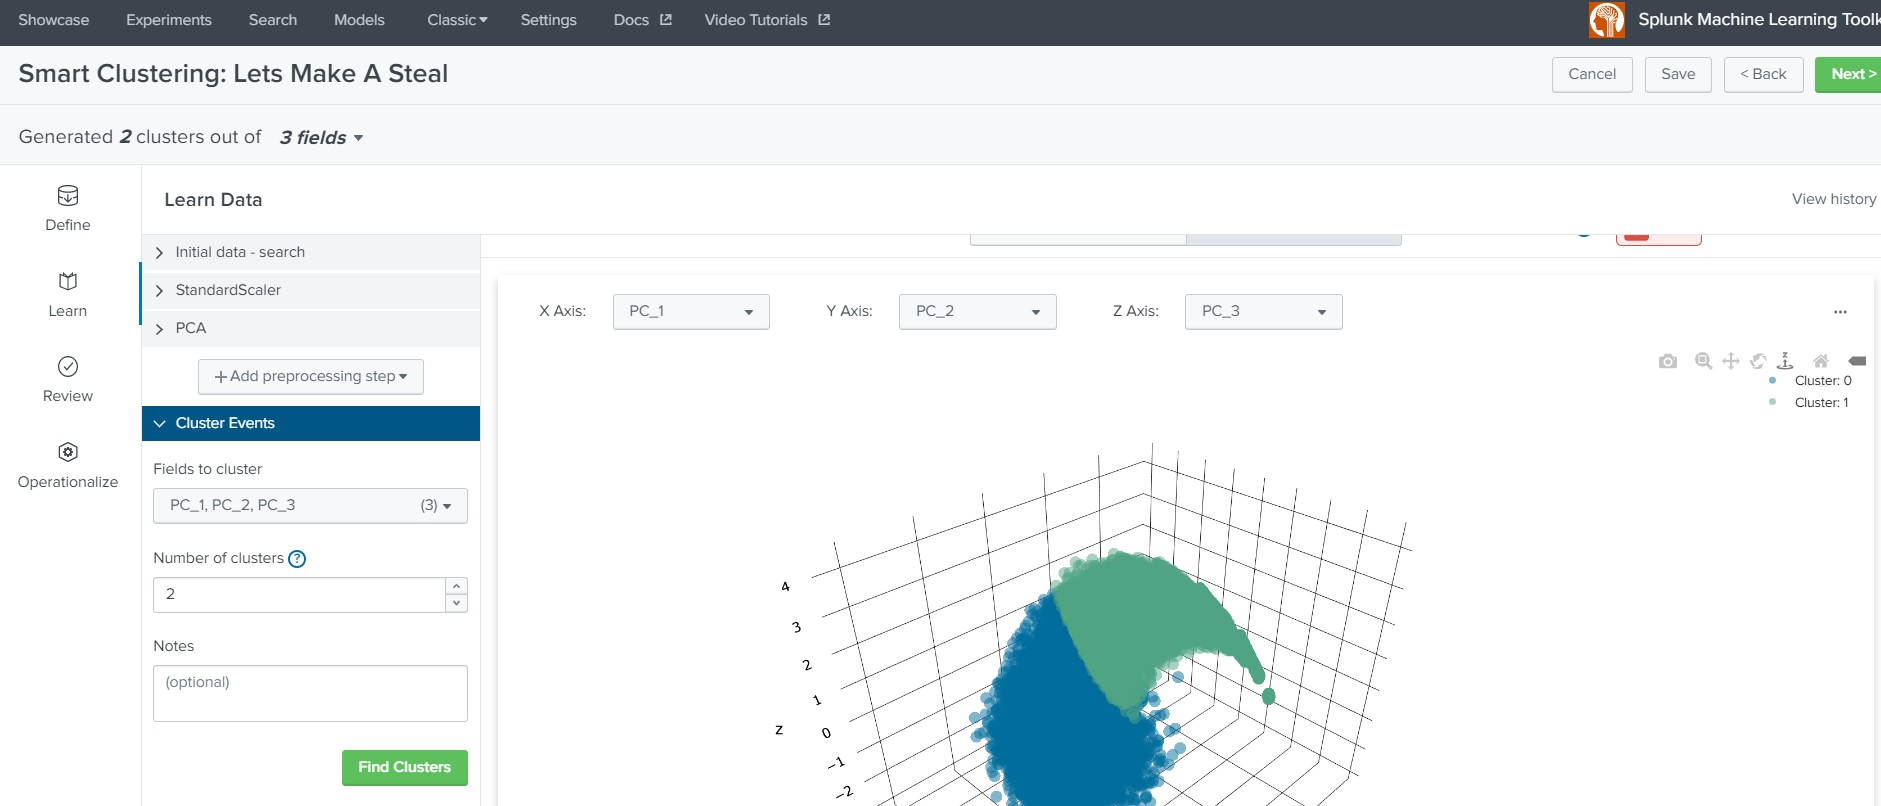 Showcase Experiments Search Models Classic Settings Docs Video Tutorials Splunk Machine Learning Toolk
Smart Clustering: Lets Make A Steal Cancel Save < Back Next >
Generated 2 clusters out of 3 fields
Define
Learn
Review
Operationalize
Learn Data View history
Initial data - search
StandardScaler
PCA
+ Add preprocessing step
Cluster Events
Fields to cluster
PC_1, PC_2, PC_3 (3)
Number of clusters ?
2
Notes
(optional)
Find Clusters
X Axis: PC_1 Y Axis: PC_2 Z Axis: PC_3 ...
z
Cluster: 0
Cluster: 1
4
3
2
1
z 0
−1
−2